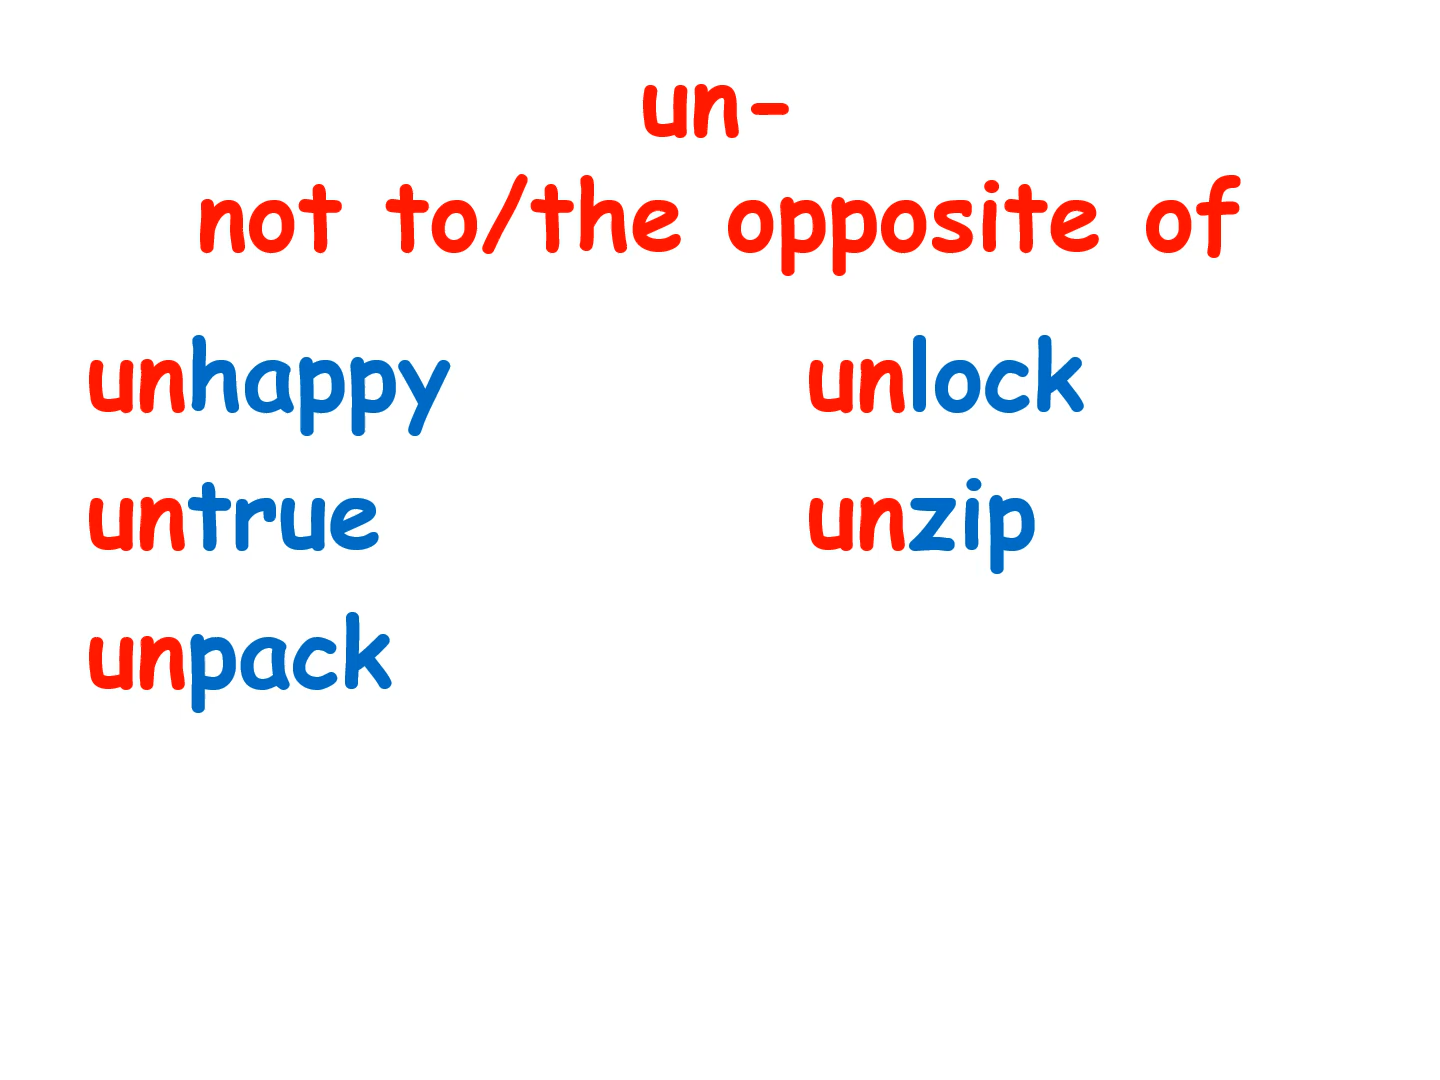 un-
not to/the opposite of
unhappy
untrue
unpack
unlock
unzip